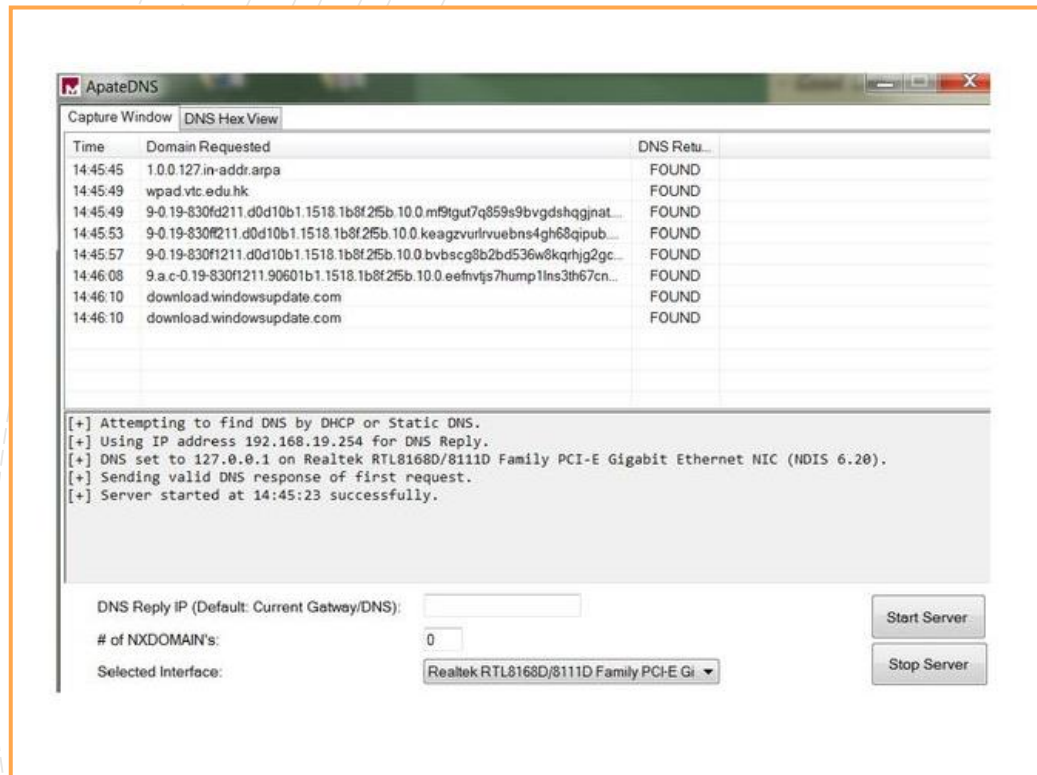 ApateDNS
Capture Window DNS Hex View
Time Domain Requested DNS Retu...
14:45:45 1.0.0.127.in-addr.arpa FOUND
14:45:49 wpad.vtc.edu.hk FOUND
14:45:49 9-0.19-830fd211.d0d10b1.1518.1b8f.2f5b.10.0.mf9tgut7q859s9bvgdshqgjnat... FOUND
14:45:53 9-0.19-830ff211.d0d10b1.1518.1b8f.2f5b.10.0.keagzvurlrvuebns4gh68qipub... FOUND
14:45:57 9-0.19-830f1211.d0d10b1.1518.1b8f.2f5b.10.0.bvbscg8b2bd536w8kqrhjg2gc... FOUND
14:46:08 9.a.c-0.19-830f1211.90601b1.1518.1b8f.2f5b.10.0.eefnvtjs7hump1lns3th67cn... FOUND
14:46:10 download.windowsupdate.com FOUND
14:46:10 download.windowsupdate.com FOUND
[+] Attempting to find DNS by DHCP or Static DNS.
[+] Using IP address 192.168.19.254 for DNS Reply.
[+] DNS set to 127.0.0.1 on Realtek RTL8168D/8111D Family PCI-E Gigabit Ethernet NIC (NDIS 6.20).
[+] Sending valid DNS response of first request.
[+] Server started at 14:45:23 successfully.
DNS Reply IP (Default: Current Gatway/DNS):
Start Server
# of NXDOMAIN's: 0
Selected Interface: Realtek RTL8168D/8111D Family PCI-E Gi
Stop Server